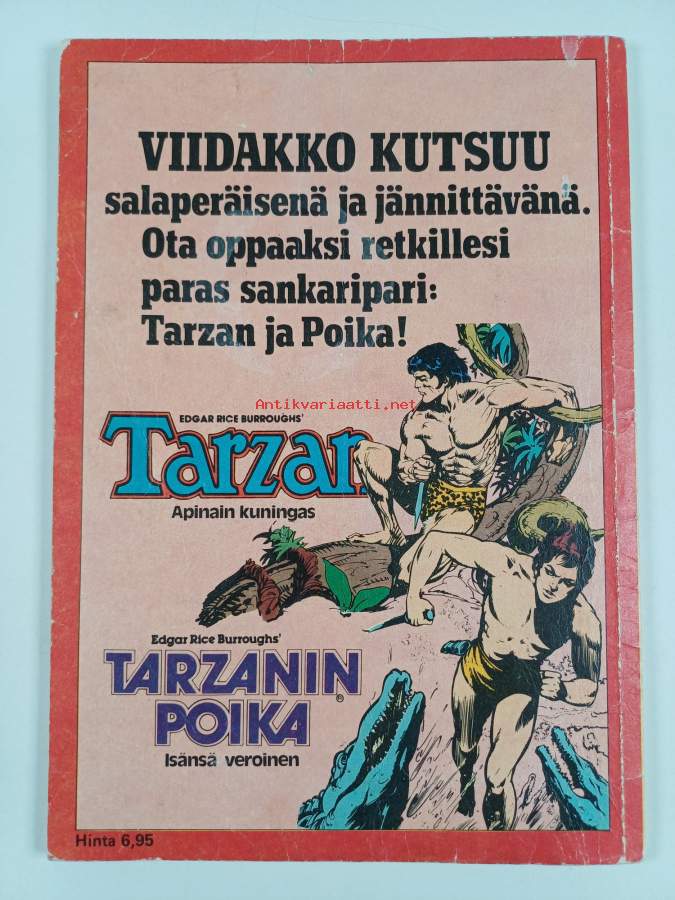 VIIDAKKO KUTSUU
salaperäisenä ja jännittävänä.
Ota oppaaksi retkillesi
paras sankaripari:
Tarzan ja Poika!
Antikvariaatti.net
EDGAR RICE BURROUGHS'
Tarzan
Apinain kuningas
Edgar Rice Burroughs'
TARZANIN
POIKA®
Isänsä veroinen
Hinta 6,95